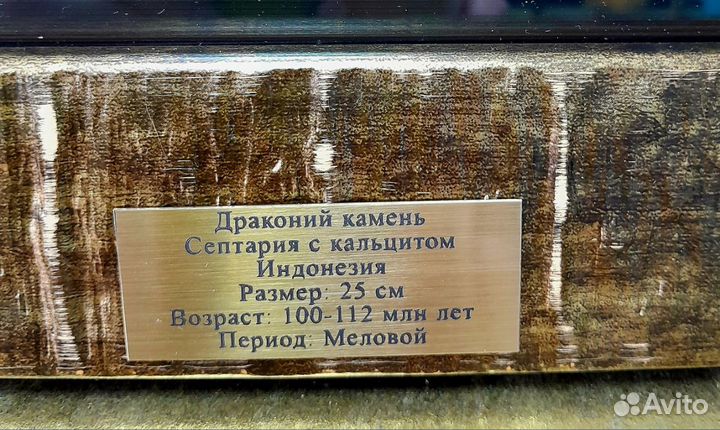 Драконий камень
Септария с кальцитом
Индонезия
Размер: 25 см
Возраст: 100-112 млн лет
Период: Меловой
Avito